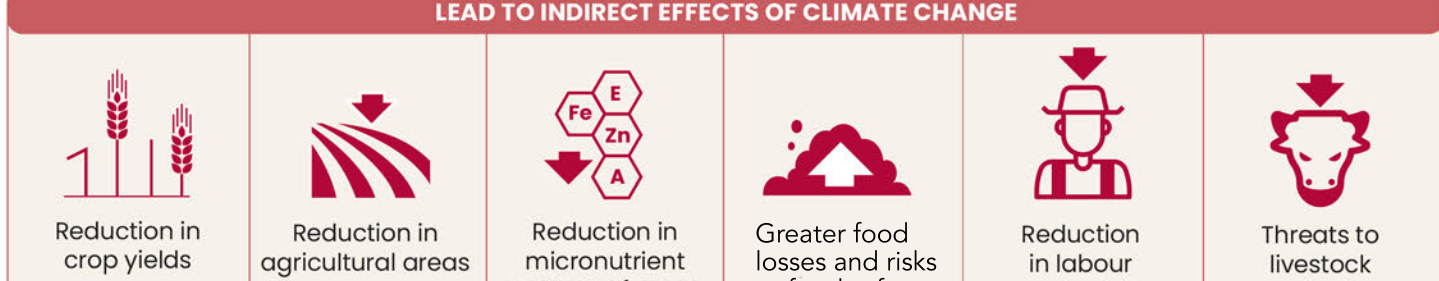 LEAD TO INDIRECT EFFECTS OF CLIMATE CHANGE
E
Fe
Zn
A
Reduction in
crop yields
Reduction in
agricultural areas
Reduction in
micronutrient
Greater food
losses and risks
Reduction
in labour
Threats to
livestock